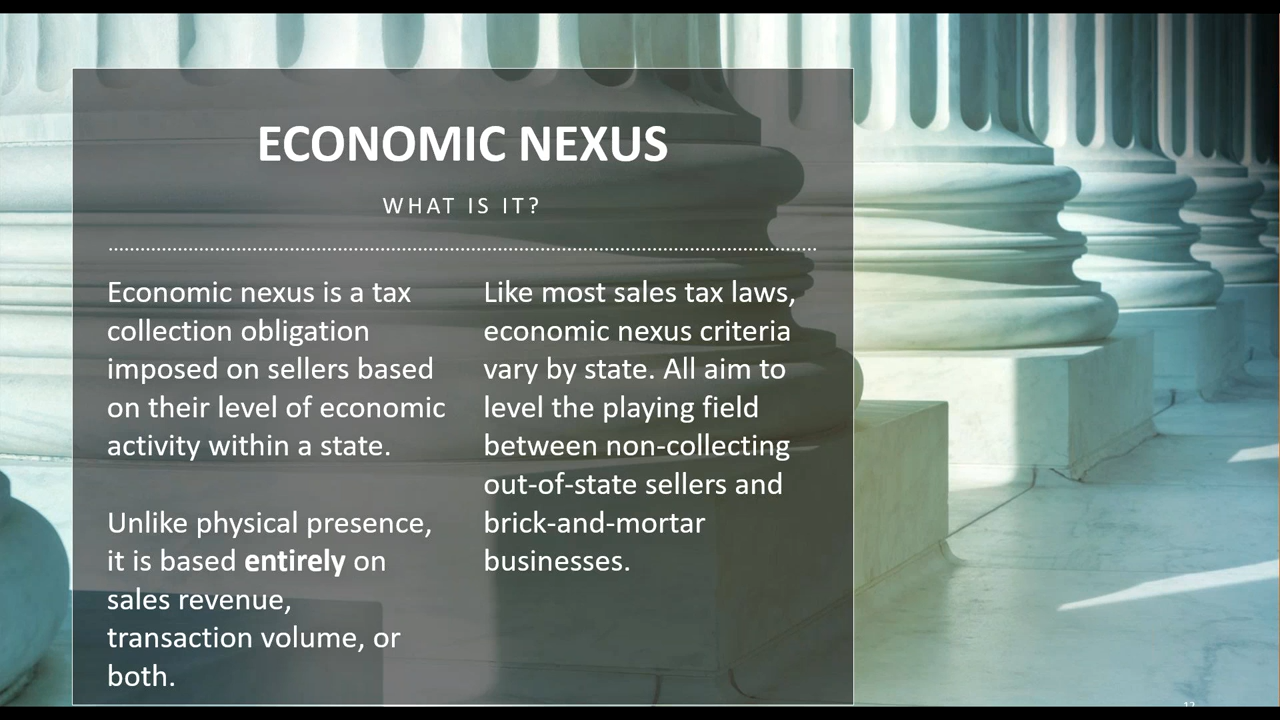 ECONOMIC NEXUS
WHAT IS IT?
Economic nexus is a tax
collection obligation
imposed on sellers based
on their level of economic
activity within a state.
Unlike physical presence,
it is based entirely on
sales revenue,
transaction volume, or
both.
Like most sales tax laws,
economic nexus criteria
vary by state. All aim to
level the playing field
between non-collecting
out-of-state sellers and
brick-and-mortar
businesses.